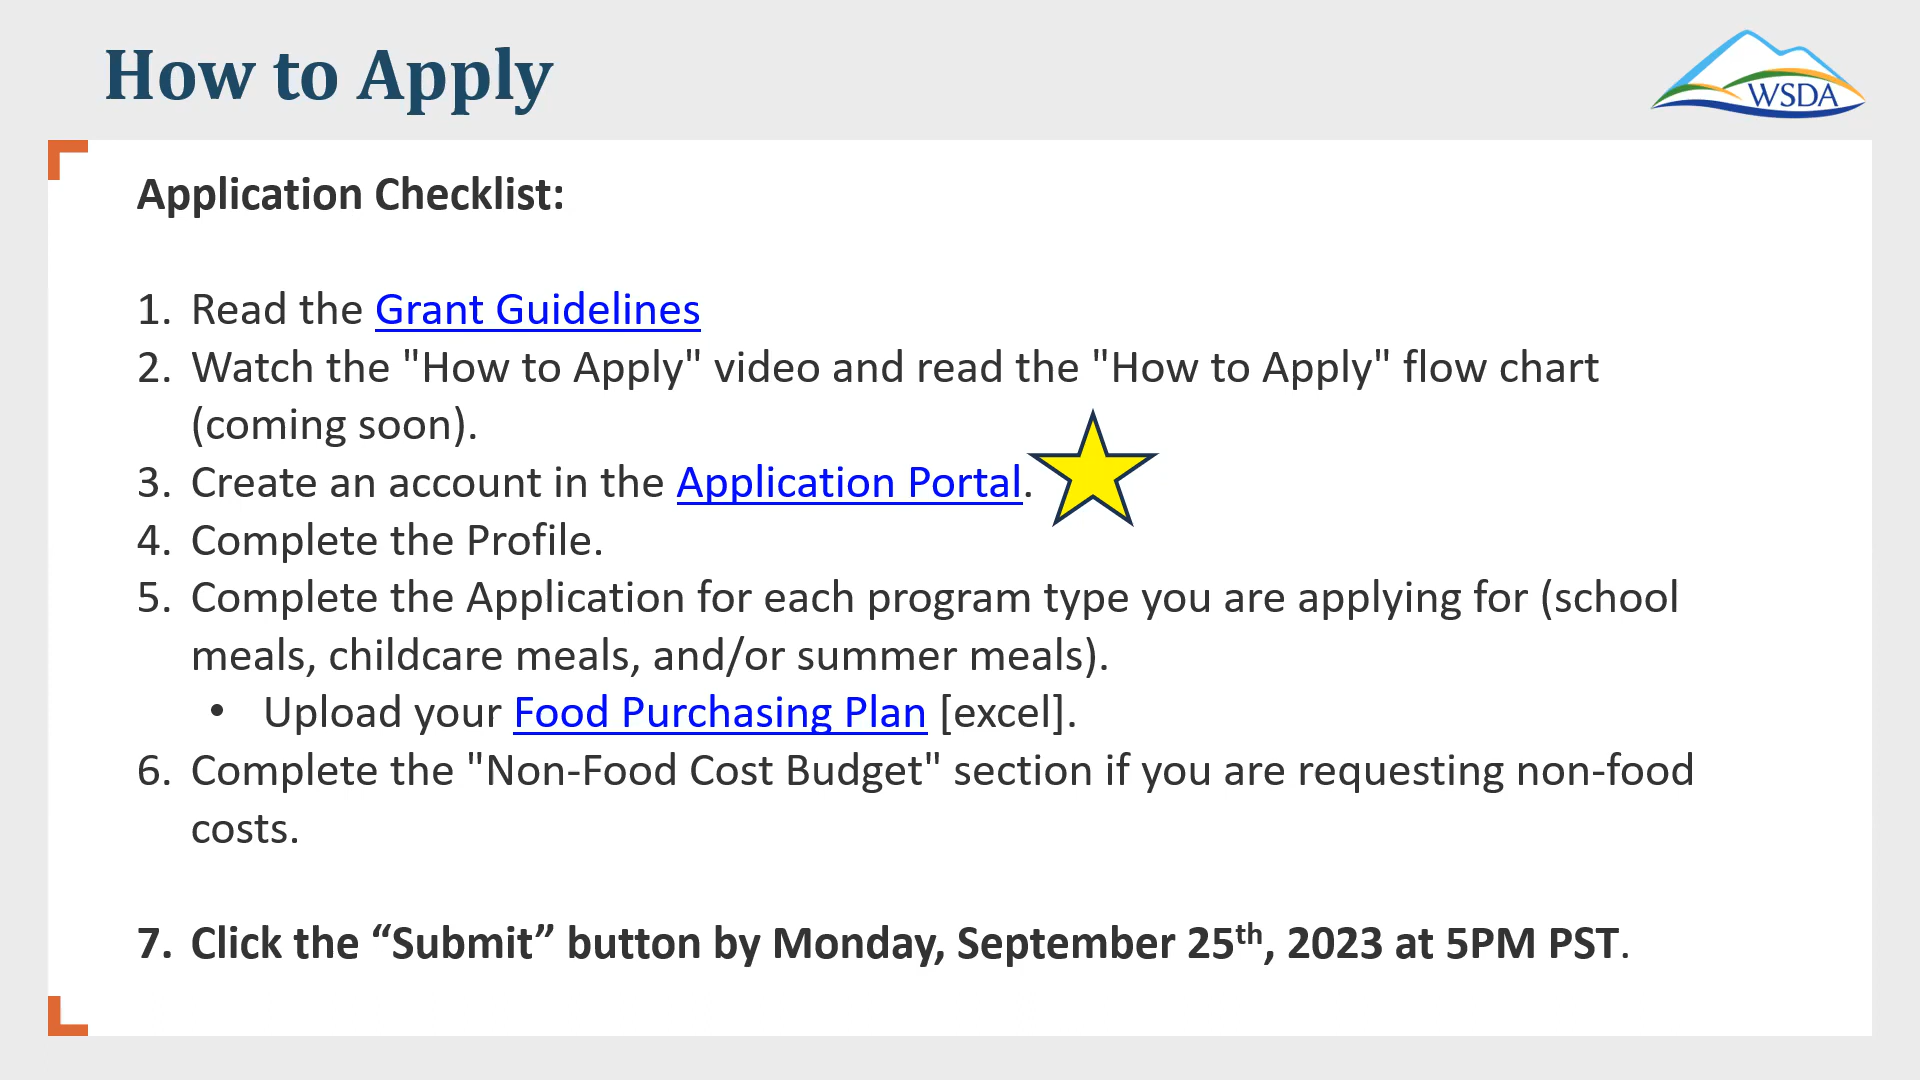 How to Apply
WSDA
Application Checklist:
1. Read the Grant Guidelines
2. Watch the "How to Apply" video and read the "How to Apply" flow chart
(coming soon).
3. Create an account in the Application Portal.
4. Complete the Profile.
5. Complete the Application for each program type you are applying for (school
meals, childcare meals, and/or summer meals).
• Upload your Food Purchasing Plan [excel].
6. Complete the "Non-Food Cost Budget" section if you are requesting non-food
costs.
7. Click the “Submit” button by Monday, September 25th, 2023 at 5PM PST.